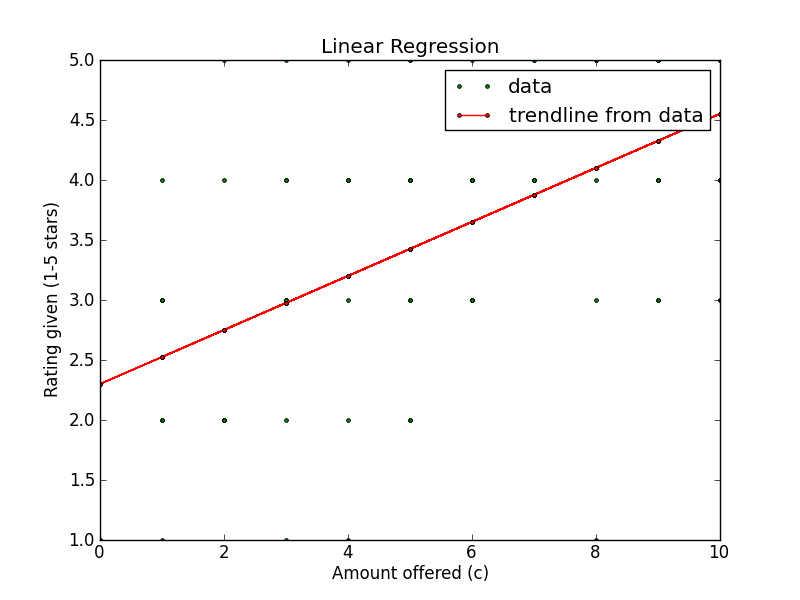 Linear Regression
data
trendline from data
5.0
4.5
4.0
3.5
3.0
2.5
2.0
1.5
1.0
Rating given (1-5 stars)
0 2 4 6 8 10
Amount offered (c)